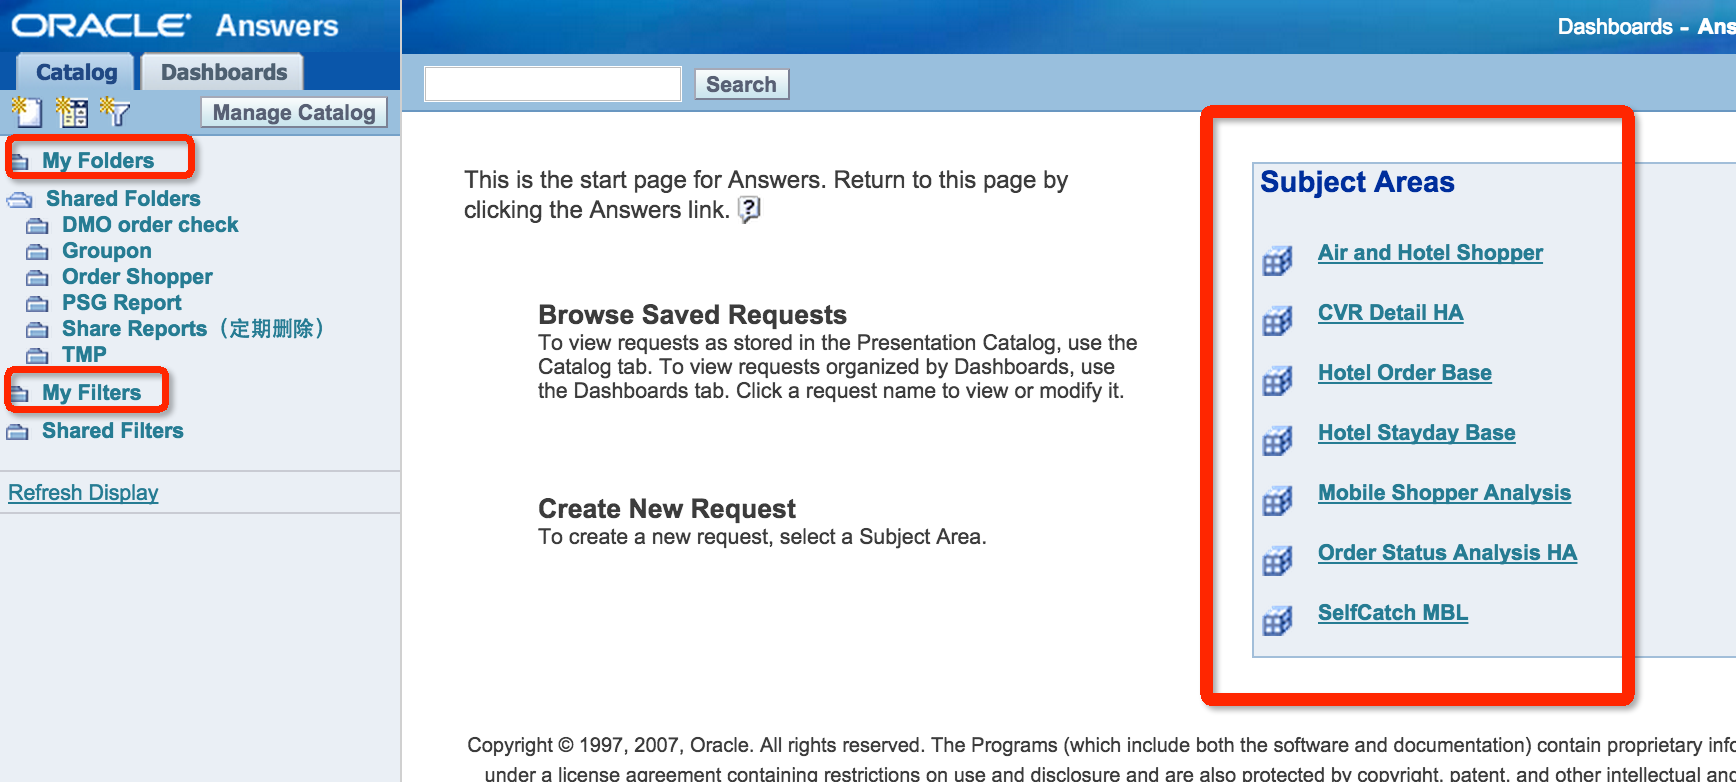 ORACLE® Answers
Dashboards - Ans
Catalog
Dashboards
Search
Manage Catalog
My Folders
Shared Folders
DMO order check
Groupon
Order Shopper
PSG Report
Share Reports（定期删除）
TMP
My Filters
Shared Filters
Refresh Display
This is the start page for Answers. Return to this page by
clicking the Answers link. ?
Browse Saved Requests
To view requests as stored in the Presentation Catalog, use the
Catalog tab. To view requests organized by Dashboards, use
the Dashboards tab. Click a request name to view or modify it.
Create New Request
To create a new request, select a Subject Area.
Subject Areas
Air and Hotel Shopper
CVR Detail HA
Hotel Order Base
Hotel Stayday Base
Mobile Shopper Analysis
Order Status Analysis HA
SelfCatch MBL
Copyright © 1997, 2007, Oracle. All rights reserved. The Programs (which include both the software and documentation) contain proprietary info
under a license agreement containing restrictions on use and disclosure and are also protected by copyright, patent, and other intellectual and